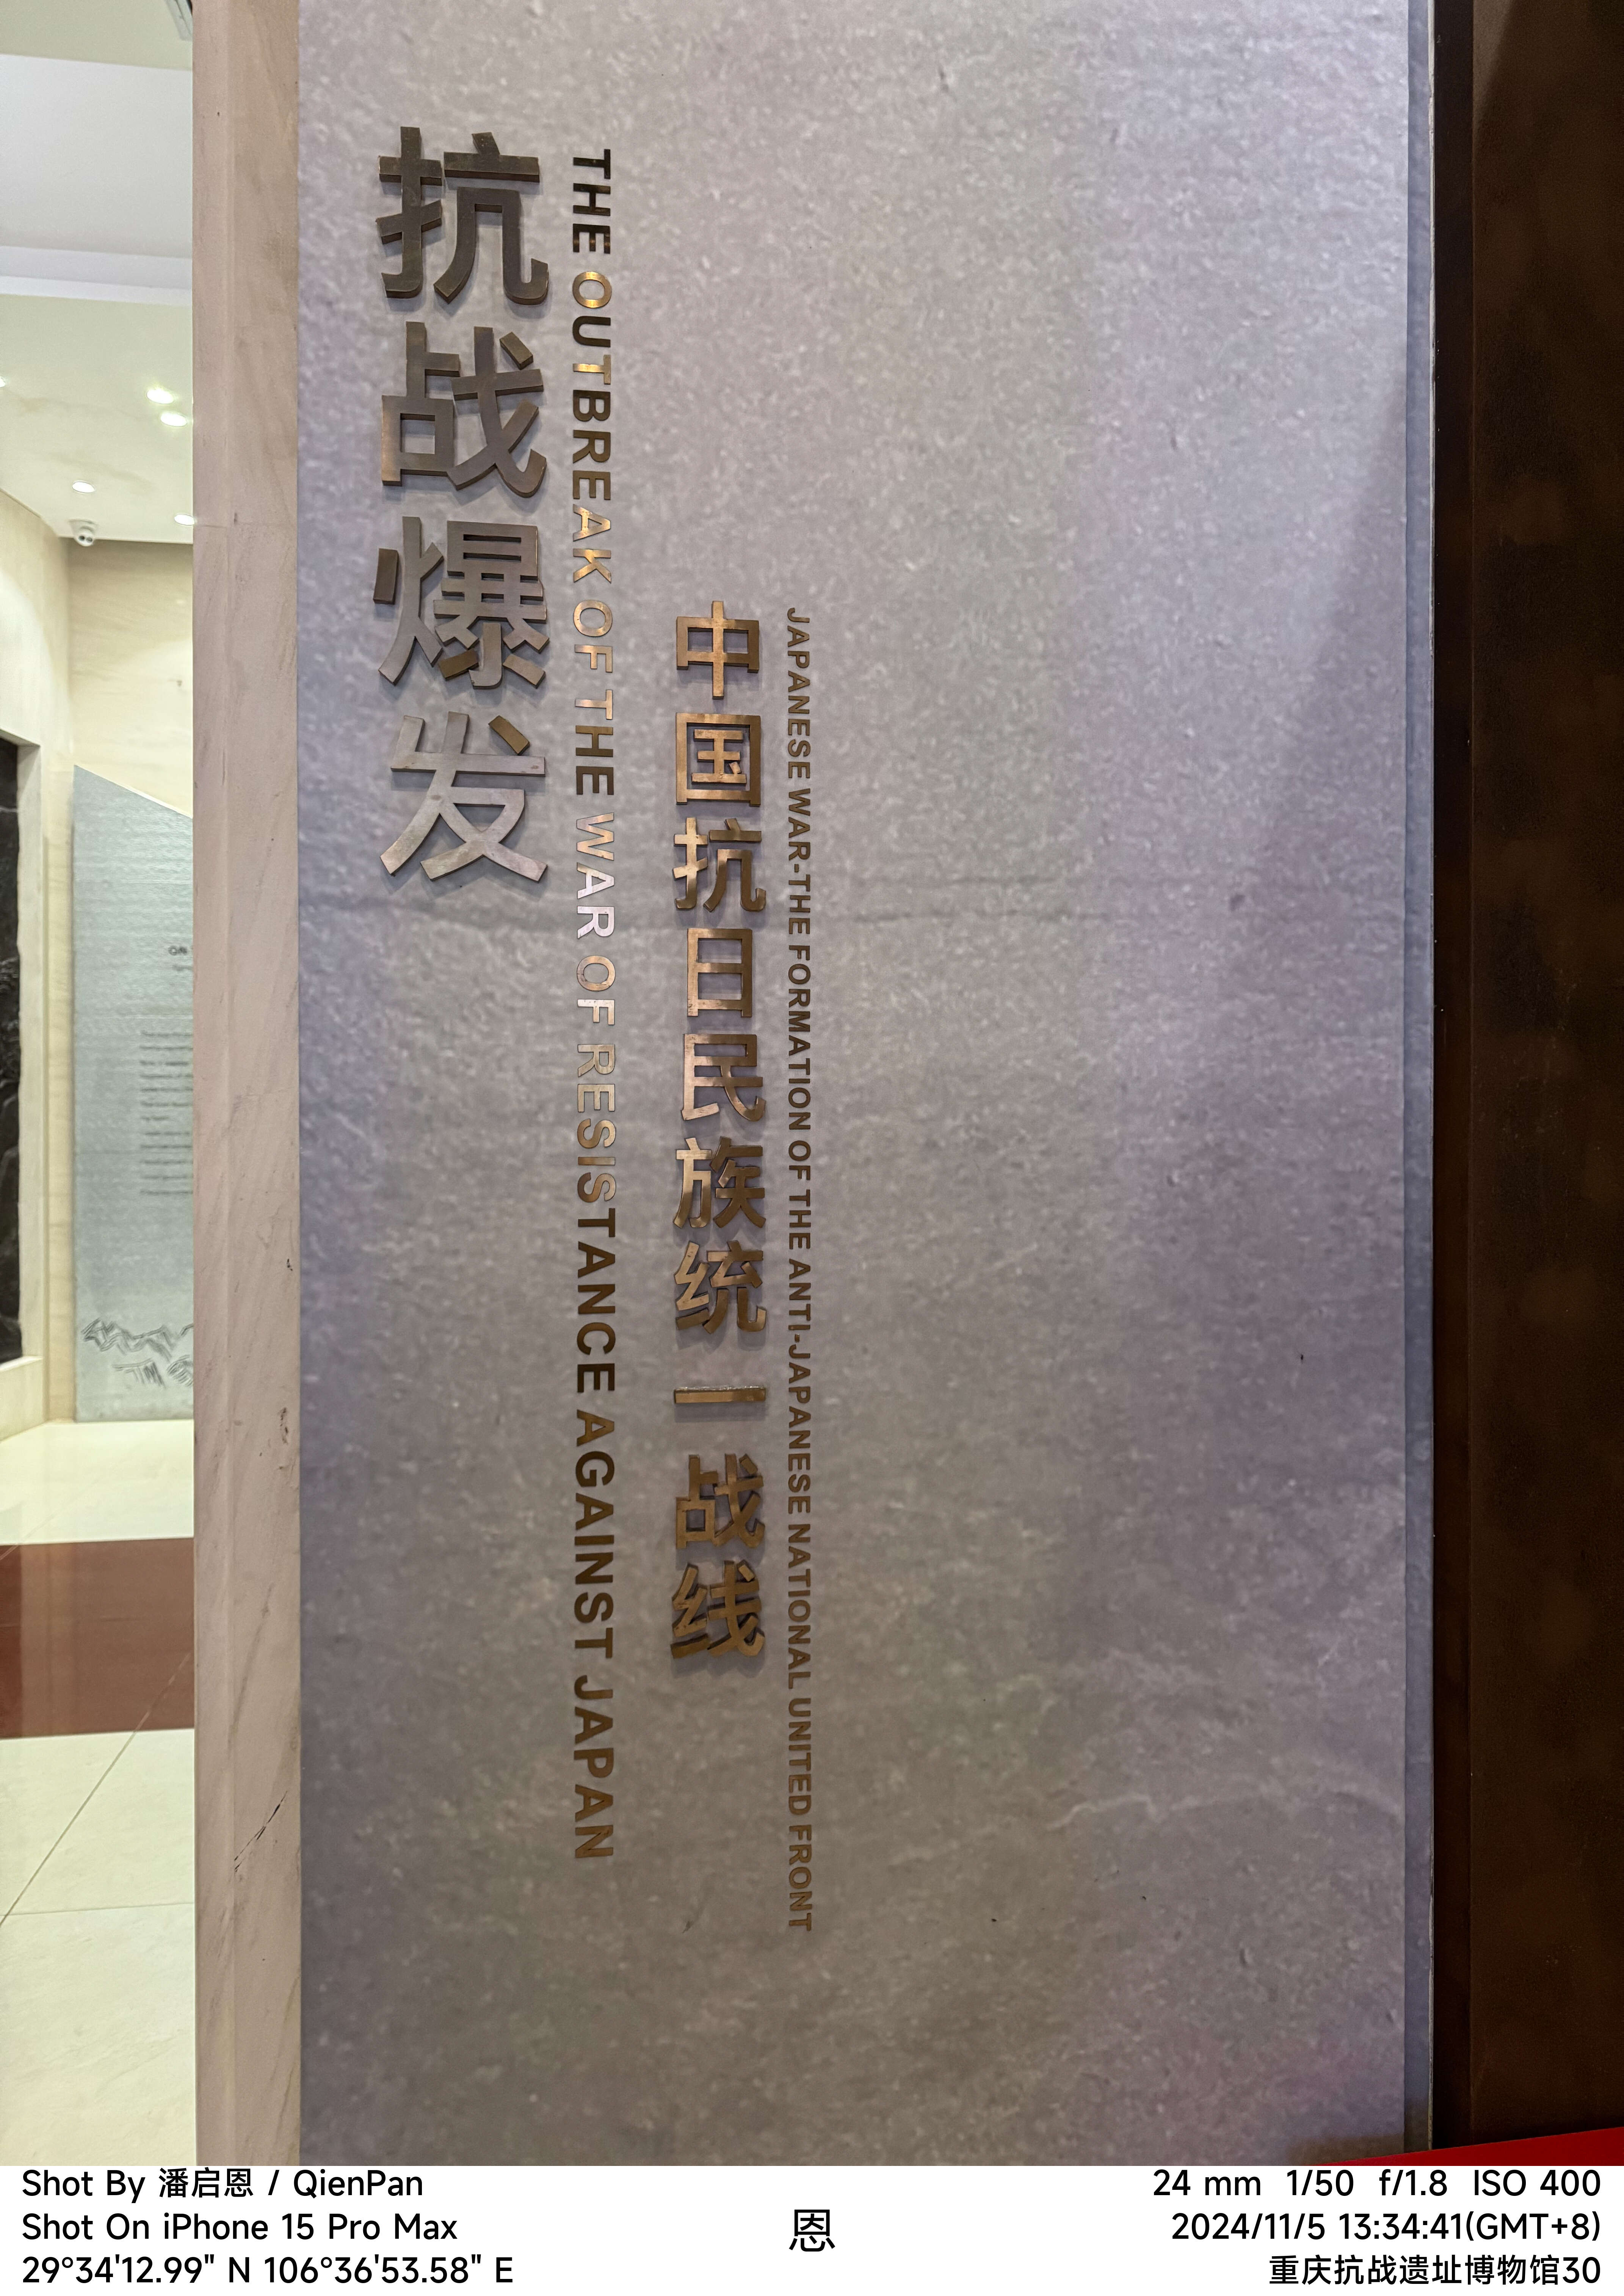 抗战爆发
THE OUTBREAK OF THE WAR OF RESISTANCE AGAINST JAPAN
中国抗日民族统一战线
JAPANESE WAR-THE FORMATION OF THE ANTI-JAPANESE NATIONAL UNITED FRONT
Shot By 潘启恩 / QienPan
Shot On iPhone 15 Pro Max
29°34'12.99" N 106°36'53.58" E
恩
24 mm 1/50 f/1.8 ISO 400
2024/11/5 13:34:41(GMT+8)
重庆抗战遗址博物馆30